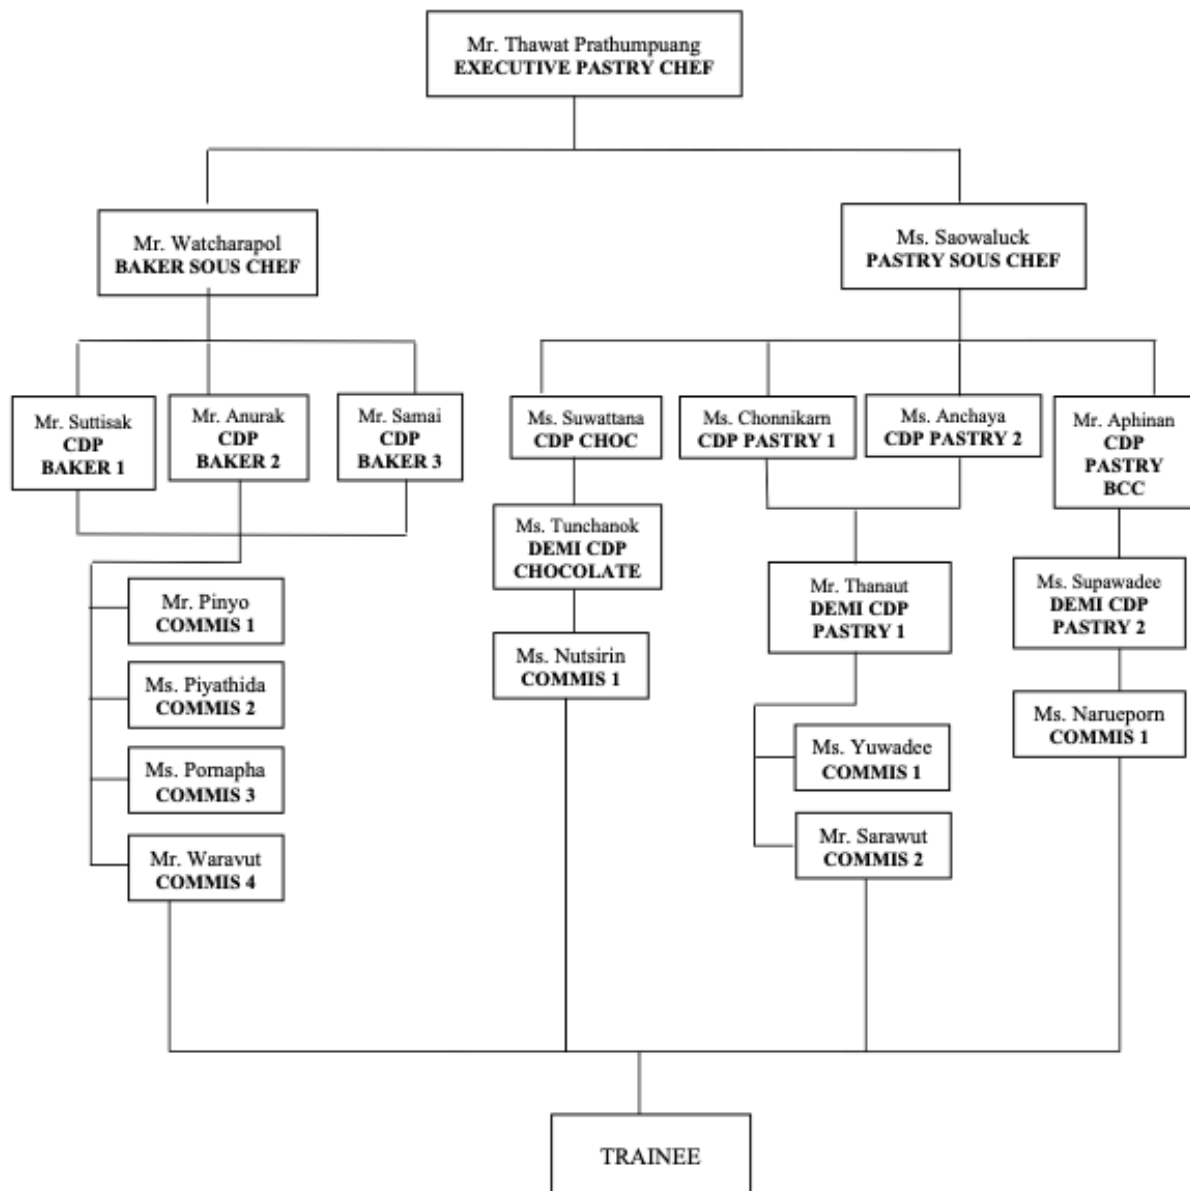 Mr. Thawat Prathumpuang
EXECUTIVE PASTRY CHEF
Mr. Watcharapol
BAKER SOUS CHEF
Ms. Saowaluck
PASTRY SOUS CHEF
Mr. Suttisak
CDP
BAKER 1
Mr. Anurak
CDP
BAKER 2
Mr. Samai
CDP
BAKER 3
Ms. Suwattana
CDP CHOC
Ms. Chonnikarn
CDP PASTRY 1
Ms. Anchaya
CDP PASTRY 2
Mr. Aphinan
CDP
PASTRY
BCC
Ms. Tunchanok
DEMI CDP
CHOCOLATE
Mr. Thanaut
DEMI CDP
PASTRY 1
Ms. Supawadee
DEMI CDP
PASTRY 2
Mr. Pinyo
COMMIS 1
Ms. Piyathida
COMMIS 2
Ms. Pornapha
COMMIS 3
Mr. Waravut
COMMIS 4
Ms. Nutsirin
COMMIS 1
Ms. Yuwadee
COMMIS 1
Mr. Sarawut
COMMIS 2
Ms. Narueporn
COMMIS 1
TRAINEE